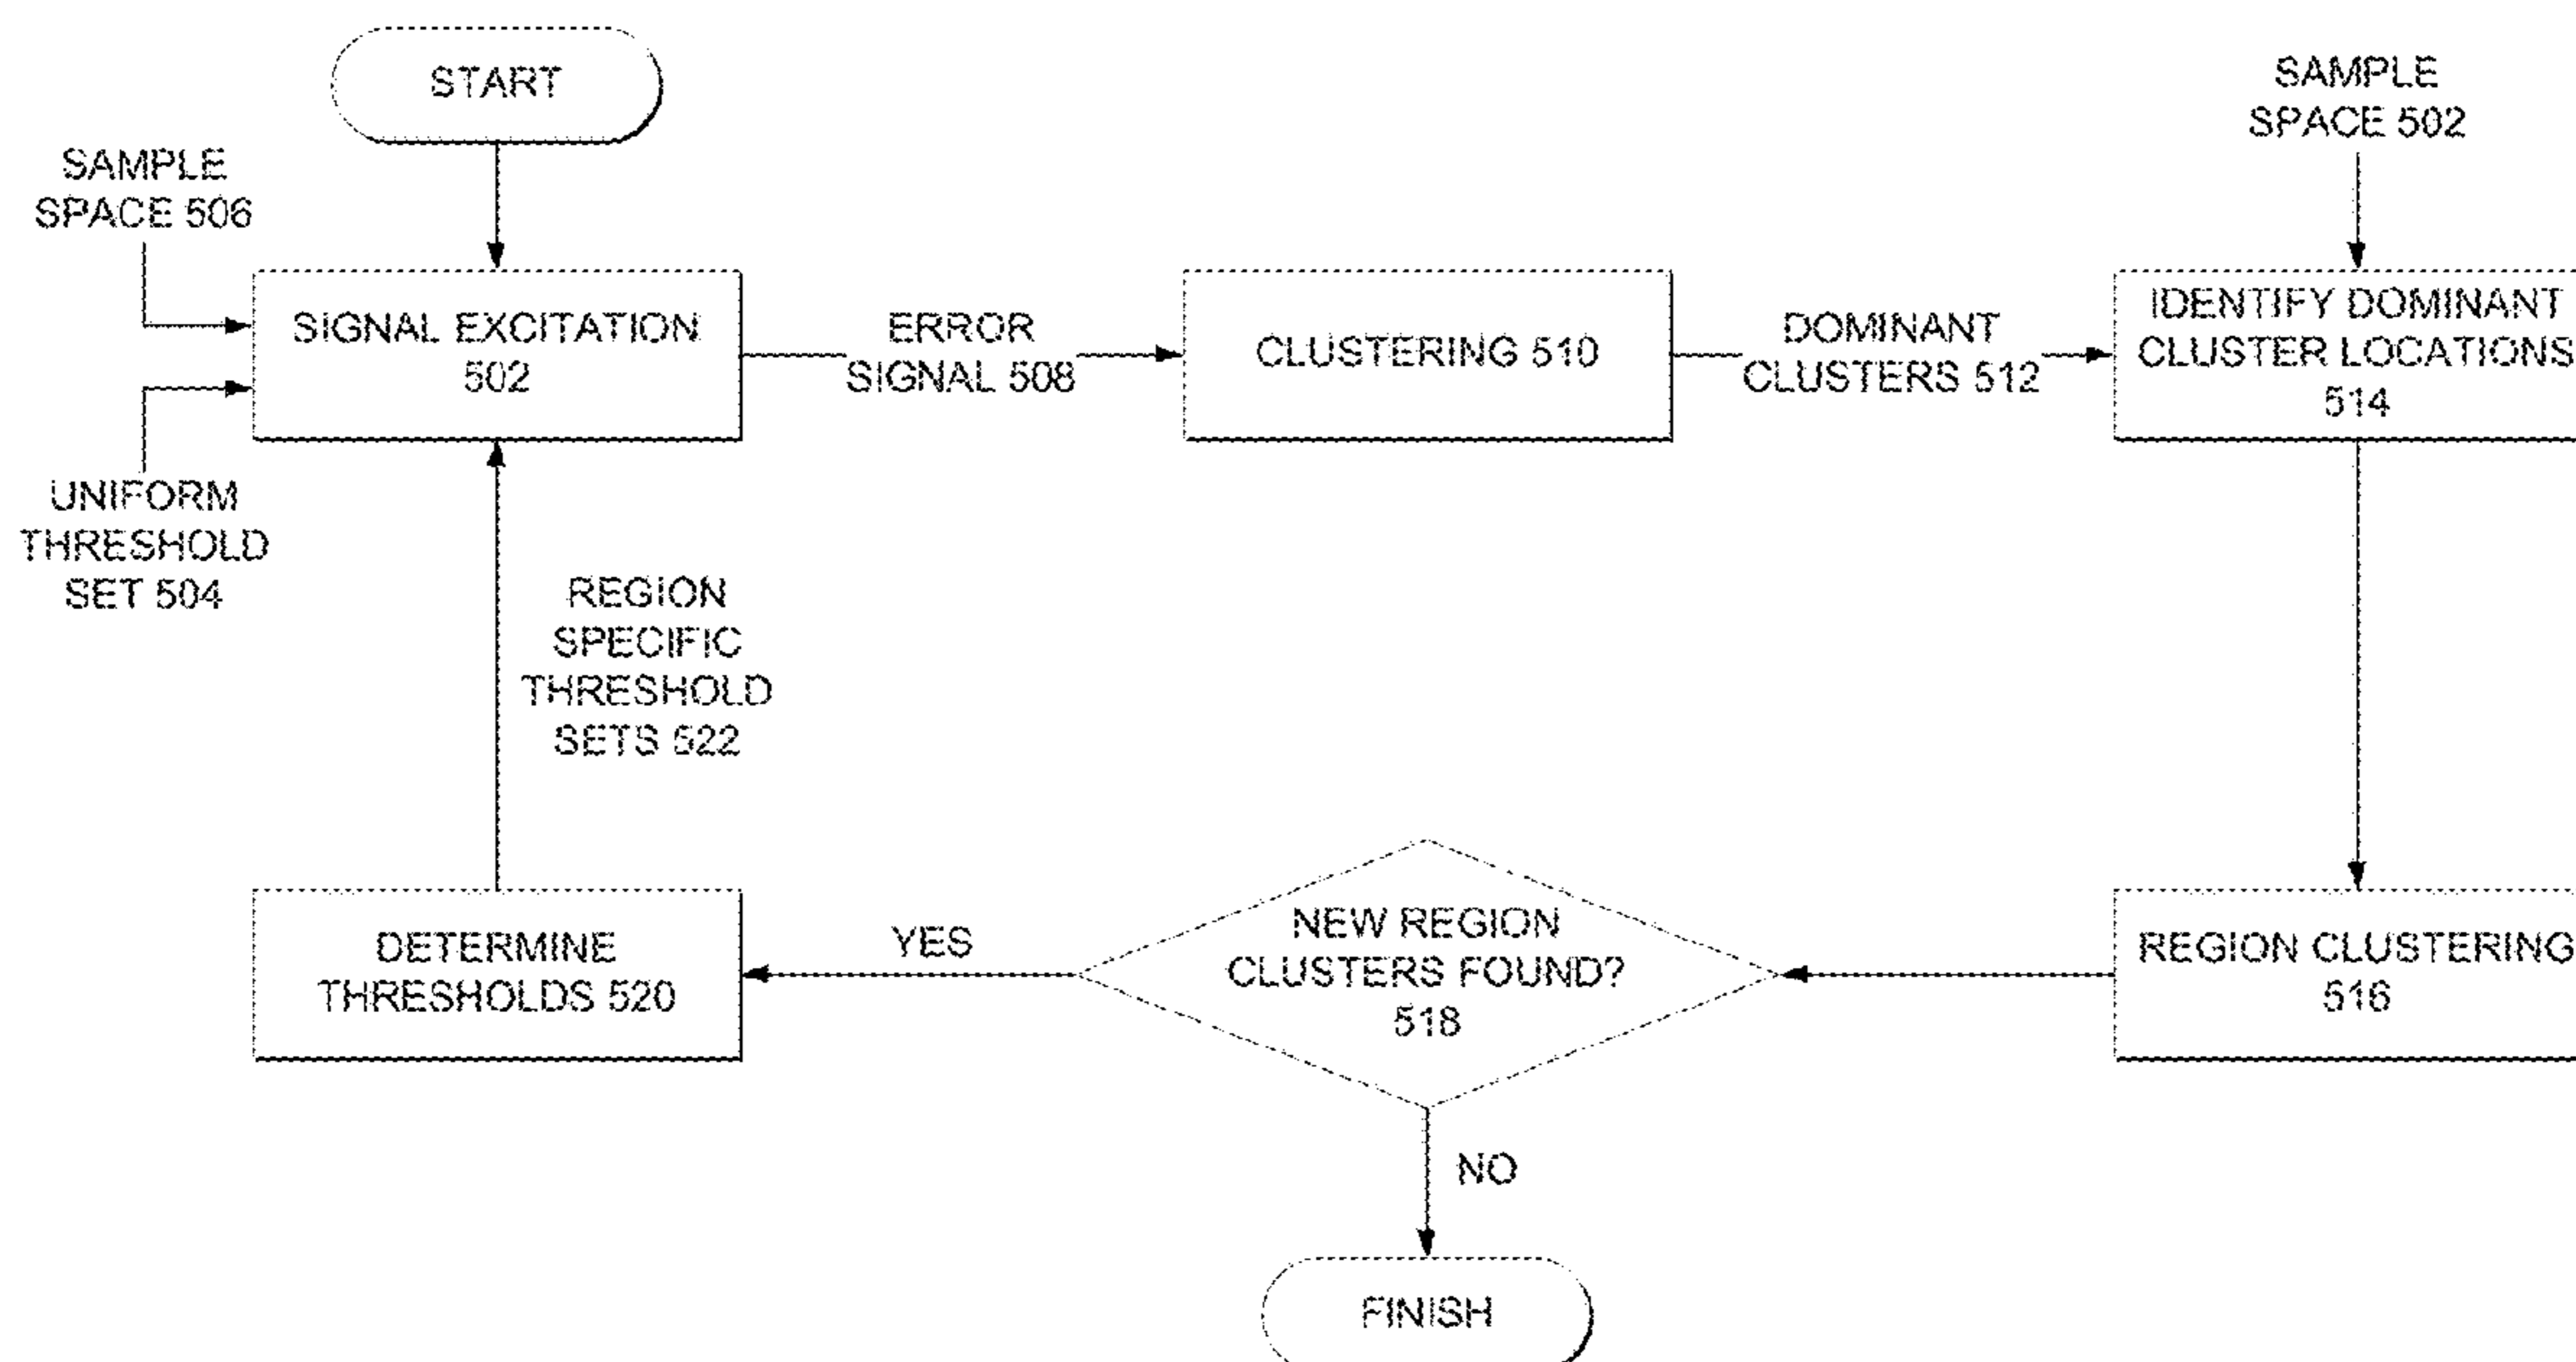 START
SAMPLE
SPACE 502
SAMPLE
SPACE 506
SIGNAL EXCITATION
502
ERROR
SIGNAL 508
CLUSTERING 510
DOMINANT
CLUSTERS 512
IDENTIFY DOMINANT
CLUSTER LOCATIONS
514
UNIFORM
THRESHOLD
SET 504
REGION
SPECIFIC
THRESHOLD
SETS 522
DETERMINE
THRESHOLDS 520
YES
NEW REGION
CLUSTERS FOUND?
518
REGION CLUSTERING
516
NO
FINISH